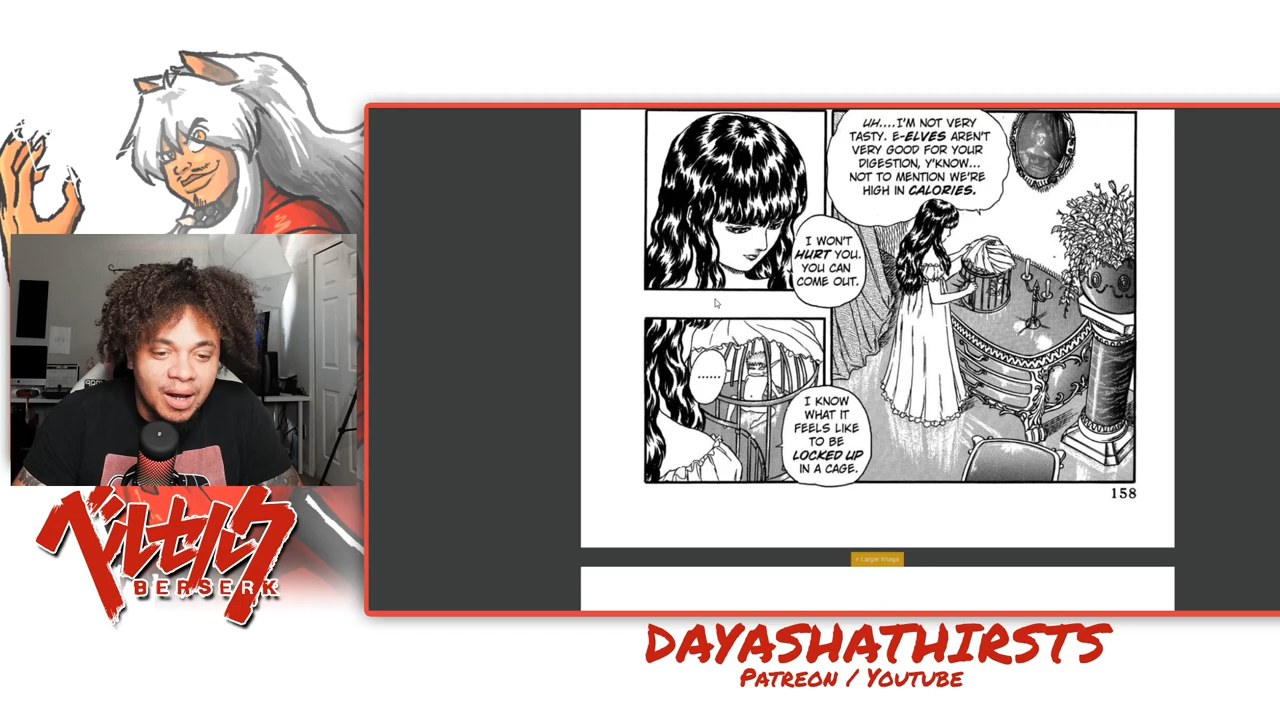 UH....I'M NOT VERY
TASTY. E-ELVES AREN'T
VERY GOOD FOR YOUR
DIGESTION, Y'KNOW...
NOT TO MENTION WE'RE
HIGH IN CALORIES.
I WON'T
HURT YOU.
YOU CAN
COME OUT.
......
I KNOW
WHAT IT
FEELS LIKE
TO BE
LOCKED UP
IN A CAGE.
158
+ Larger Image
ベルセルク
BERSERK
DAYASHATHIRSTS
PATREON / YOUTUBE